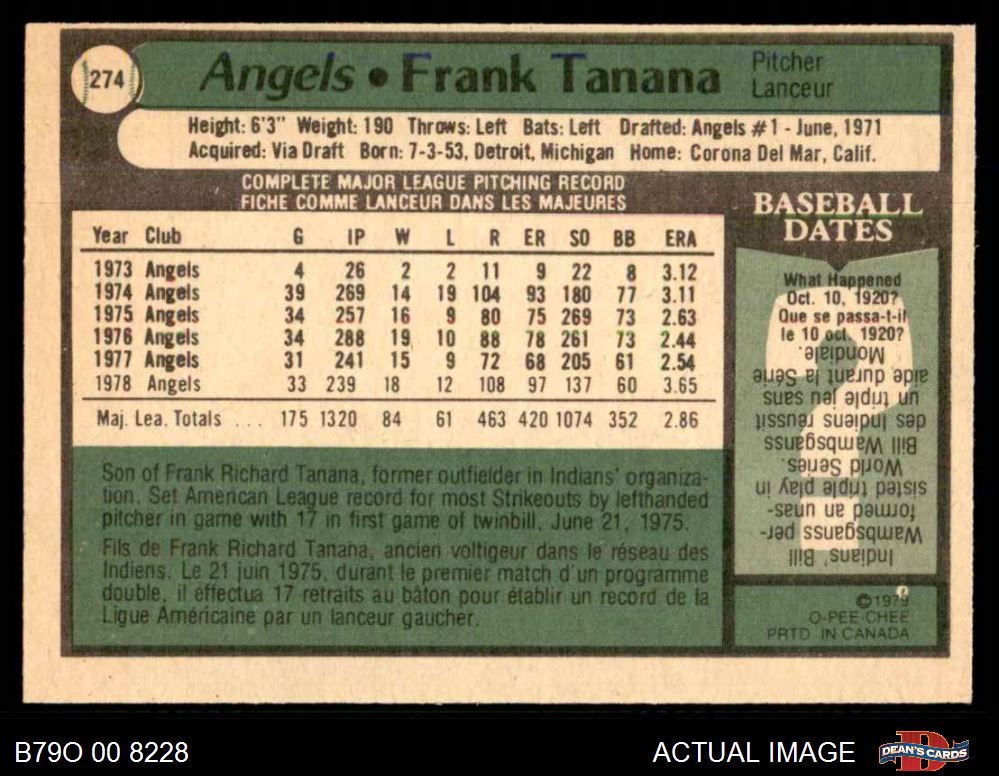 274
Angels • Frank Tanana
Pitcher
Lanceur
Height: 6'3" Weight: 190 Throws: Left Bats: Left Drafted: Angels #1 - June, 1971
Acquired: Via Draft Born: 7-3-53, Detroit, Michigan Home: Corona Del Mar, Calif.
COMPLETE MAJOR LEAGUE PITCHING RECORD
FICHE COMME LANCEUR DANS LES MAJEURES
Year Club G IP W L R ER SO BB ERA
1973 Angels 4 26 2 2 11 9 22 8 3.12
1974 Angels 39 269 14 19 104 93 180 77 3.11
1975 Angels 34 257 16 9 80 75 269 73 2.63
1976 Angels 34 288 19 10 88 78 261 73 2.44
1977 Angels 31 241 15 9 72 68 205 61 2.54
1978 Angels 33 239 18 12 108 97 137 60 3.65
Maj. Lea. Totals ... 175 1320 84 61 463 420 1074 352 2.86
Son of Frank Richard Tanana, former outfielder in Indians' organiza-
tion. Set American League record for most Strikeouts by lefthanded
pitcher in game with 17 in first game of twinbill, June 21, 1975.
Fils de Frank Richard Tanana, ancien voltigeur dans le réseau des
Indiens. Le 21 juin 1975, durant le premier match d'un programme
double, il éffectua 17 retraits au bâton pour établir un record de la
Ligue Américaine par un lanceur gaucher.
BASEBALL
DATES
What Happened
Oct. 10, 1920?
Que se passa-t-il
le 10 oct. 1920?
Indians' Bill
Wambsganss per-
formed an unas-
sisted triple play in
World Series.
Bill Wambsganss
des Indiens réussit
un triple jeu sans
aide durant la Série
Mondiale.
©1979
O-PEE-CHEE
PRTD IN CANADA
B79O 00 8228
ACTUAL IMAGE
DEAN'S CARDS